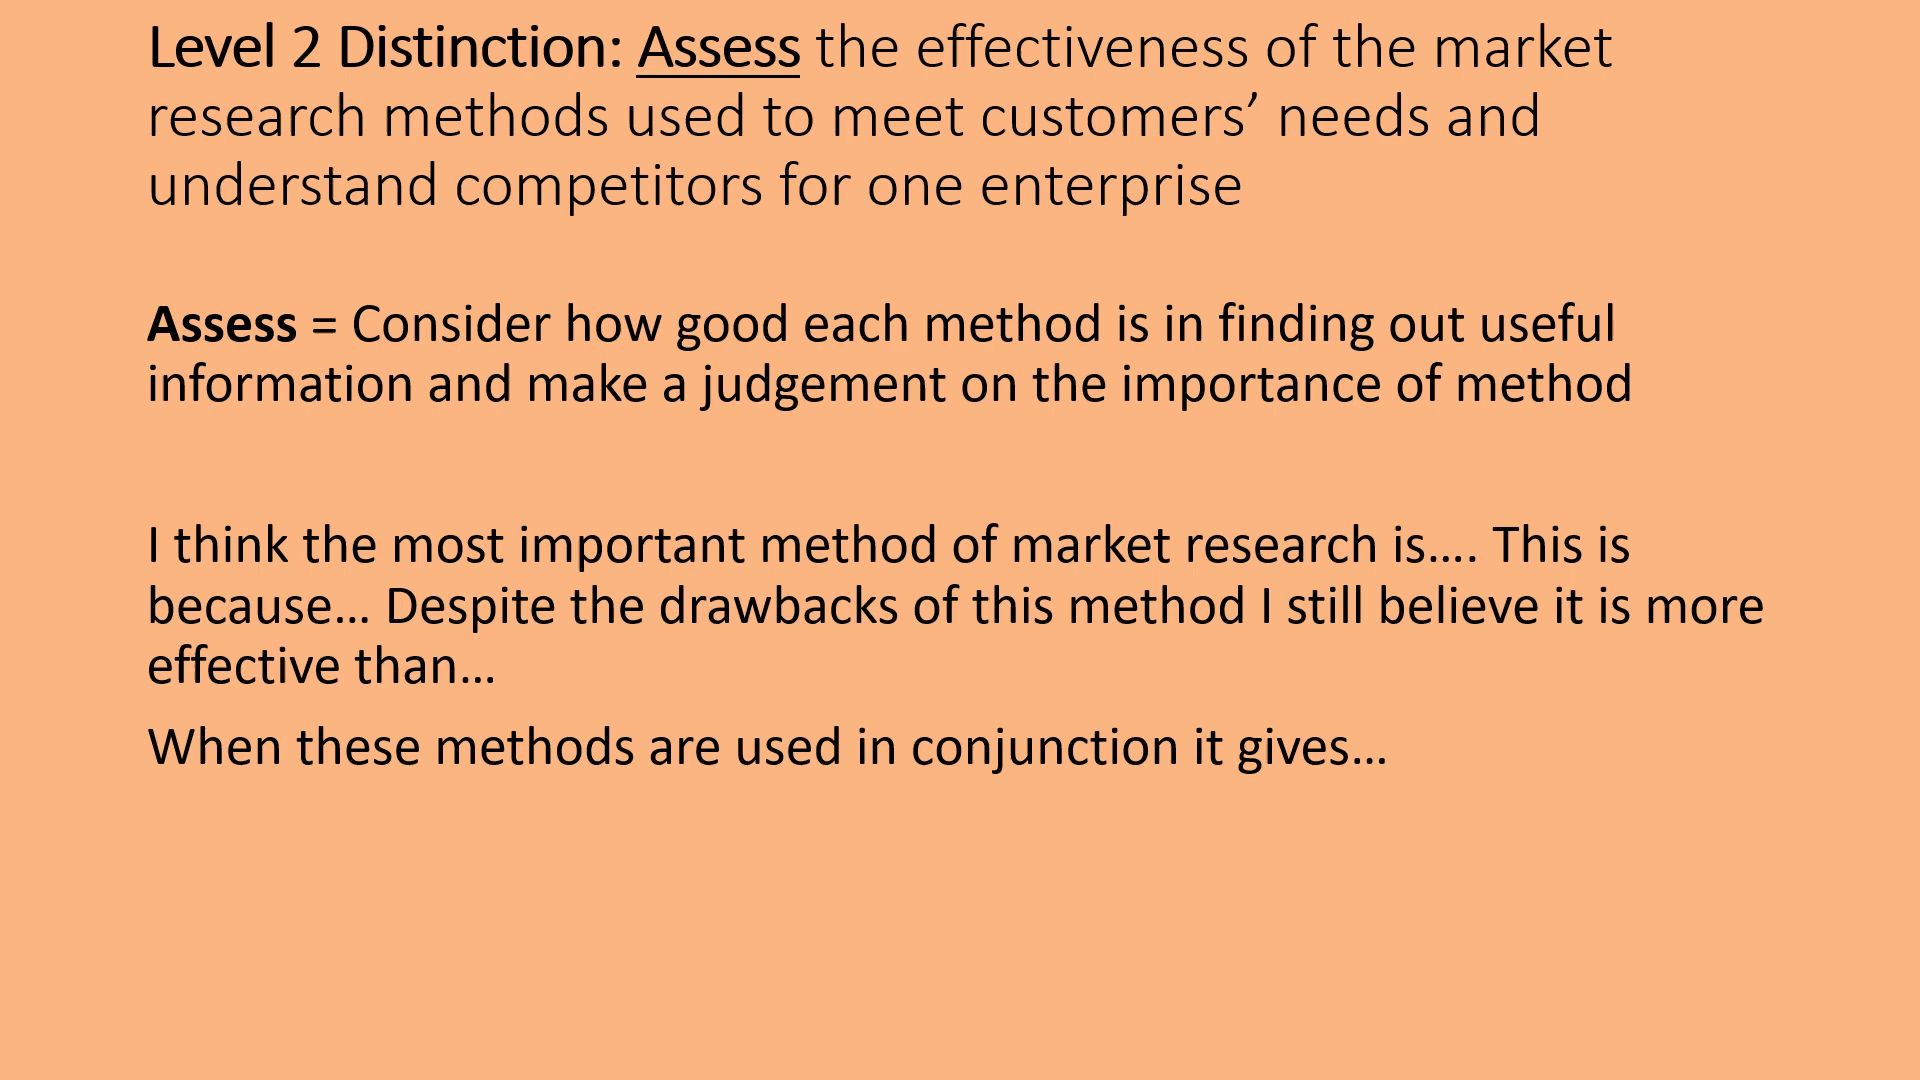 Level 2 Distinction: Assess the effectiveness of the market
research methods used to meet customers’ needs and
understand competitors for one enterprise
Assess = Consider how good each method is in finding out useful
information and make a judgement on the importance of method
I think the most important method of market research is…. This is
because… Despite the drawbacks of this method I still believe it is more
effective than…
When these methods are used in conjunction it gives…